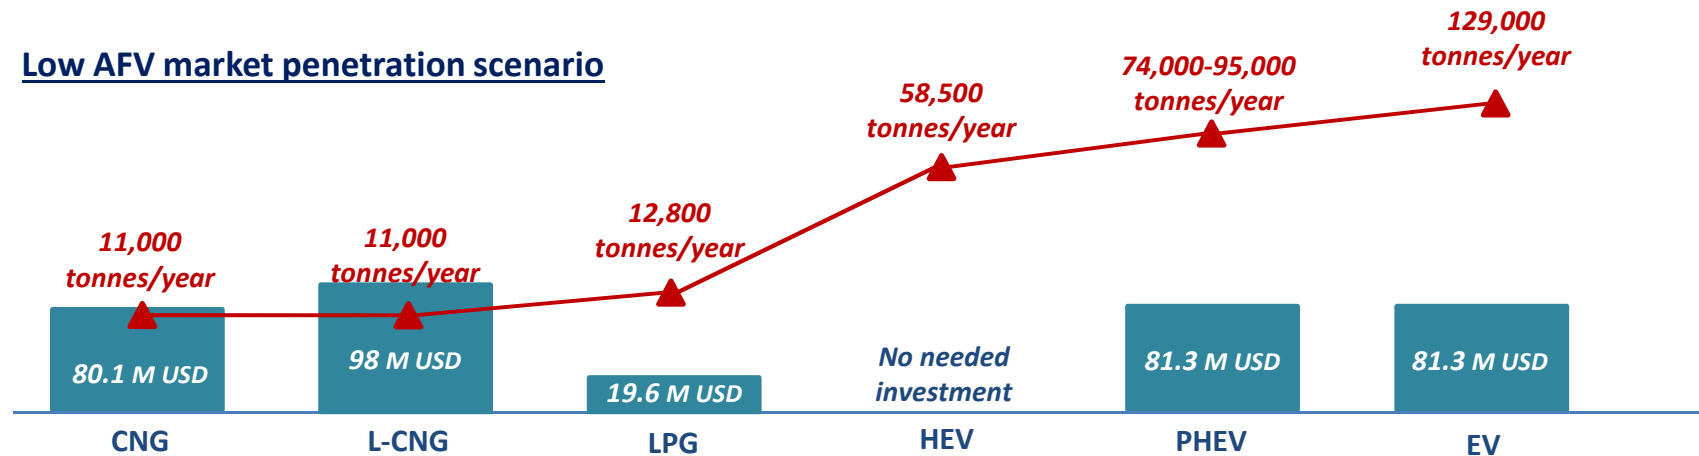 Low AFV market penetration scenario
11,000
tonnes/year
11,000
tonnes/year
12,800
tonnes/year
58,500
tonnes/year
74,000-95,000
tonnes/year
129,000
tonnes/year
80.1 M USD
98 M USD
19.6 M USD
No needed
investment
81.3 M USD
81.3 M USD
CNG
L-CNG
LPG
HEV
PHEV
EV